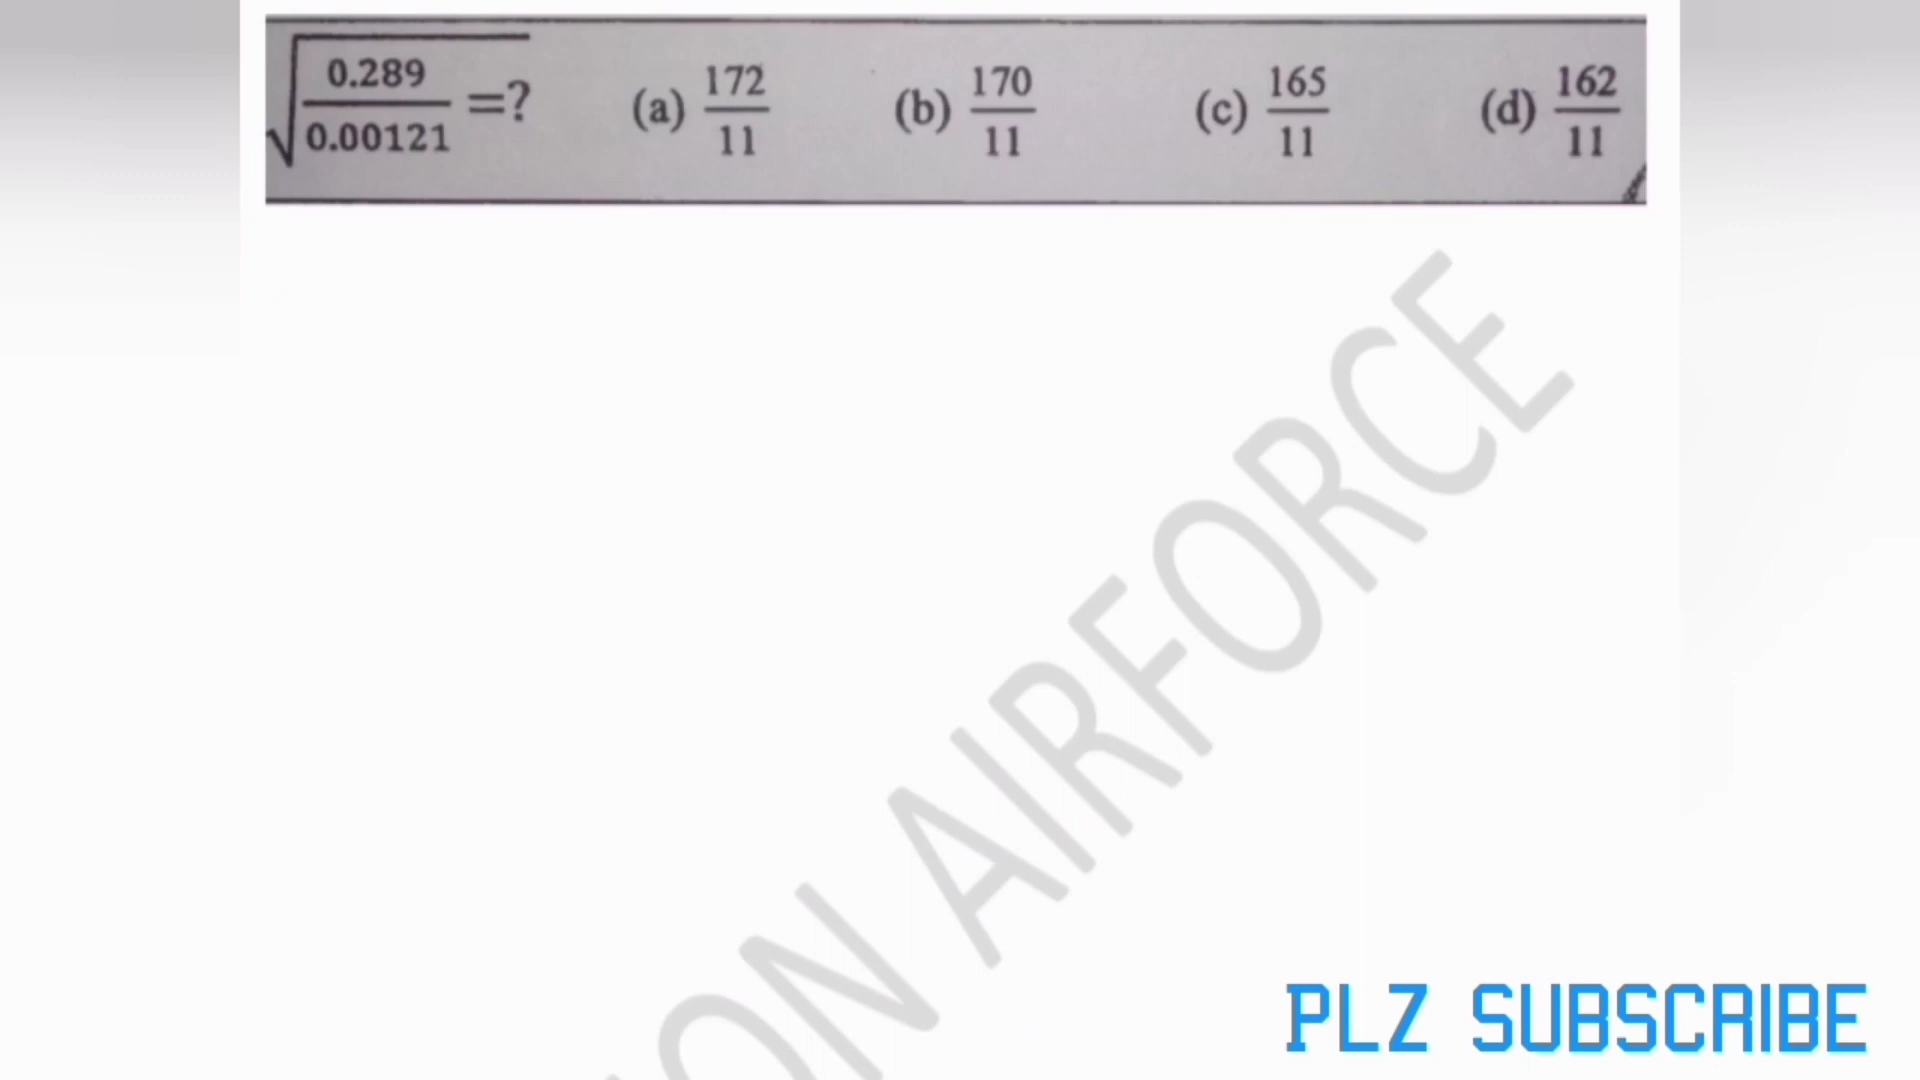 √(0.289/0.00121) =? (a) 172/11 (b) 170/11 (c) 165/11 (d) 162/11
ON AIRFORCE
PLZ SUBSCRIBE